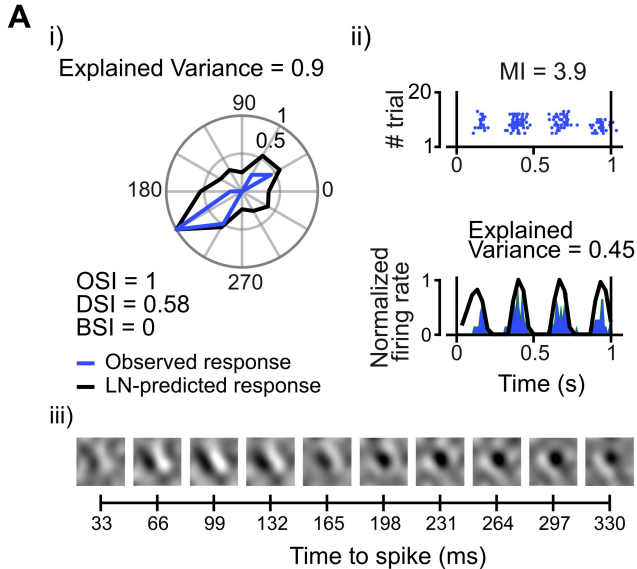 A
i)
Explained Variance = 0.9
90
1
0.5
180
0
270
OSI = 1
DSI = 0.58
BSI = 0
Observed response
LN-predicted response
ii)
MI = 3.9
# trial
20
1
0
0.5
1
Explained
Variance = 0.45
Normalized
firing rate
1
0
0
0.5
1
Time (s)
iii)
33 66 99 132 165 198 231 264 297 330
Time to spike (ms)